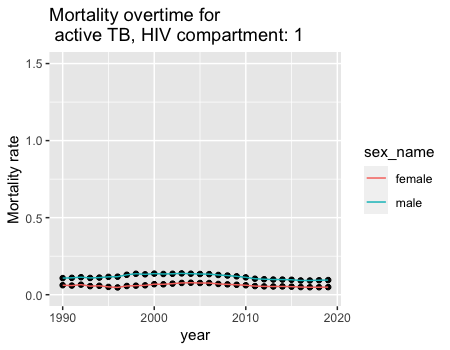 Mortality overtime for
active TB, HIV compartment: 1
1.5
1.0
0.5
0.0
Mortality rate
1990
2000
2010
2020
year
sex_name
female
male